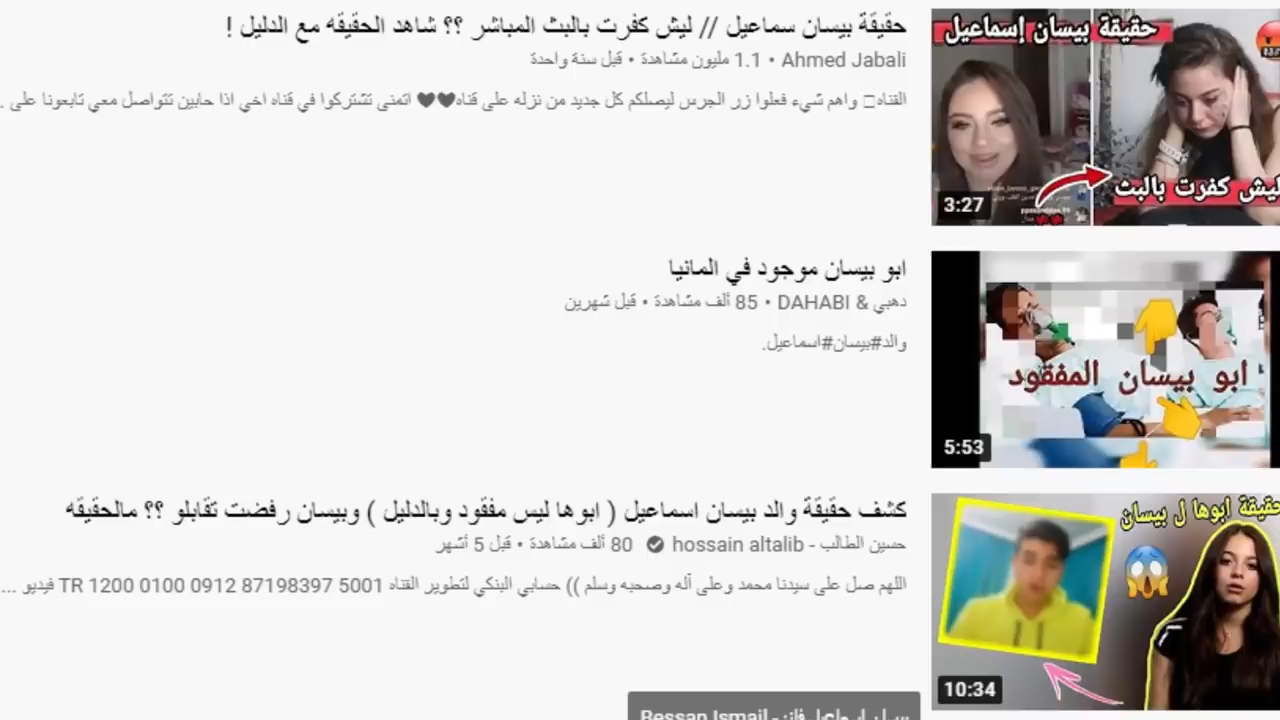 حقيقة بيسان سماعيل // ليش كفرت بالبث المباشر ؟؟ شاهد الحقيقه مع الدليل !
Ahmed Jabali • 1.1 مليون مشاهدة • قبل سنة واحدة
القناه واهم شيء فعلوا زر الجرس ليصلكم كل جديد من نزله على قناه🖤🖤 اتمنى تشتركوا في قناه اخي اذا حابين تتواصل معي تابعونا على .
حقيقة بيسان إسماعيل
ليش كفرت بالبث
3:27
ابو بيسان موجود في المانيا
دهبي & DAHABI • 85 ألف مشاهدة • قبل شهرين
والد#بيسان#اسماعيل.
ابو بيسان المفقود
5:53
كشف حقيقة والد بيسان اسماعيل ( ابوها ليس مفقود وبالدليل ) وبيسان رفضت تقابلو ؟؟ مالحقيقه
حسين الطالب - hossain altalib 80 ألف مشاهدة • قبل 5 أشهر
اللهم صل على سيدنا محمد وعلى آله وصحبه وسلم )) حسابي البنكي لتطوير القناه TR 1200 0100 0912 87198397 5001 فيديو ...
حقيقة ابوها ل بيسان
10:34
Bessan Ismail